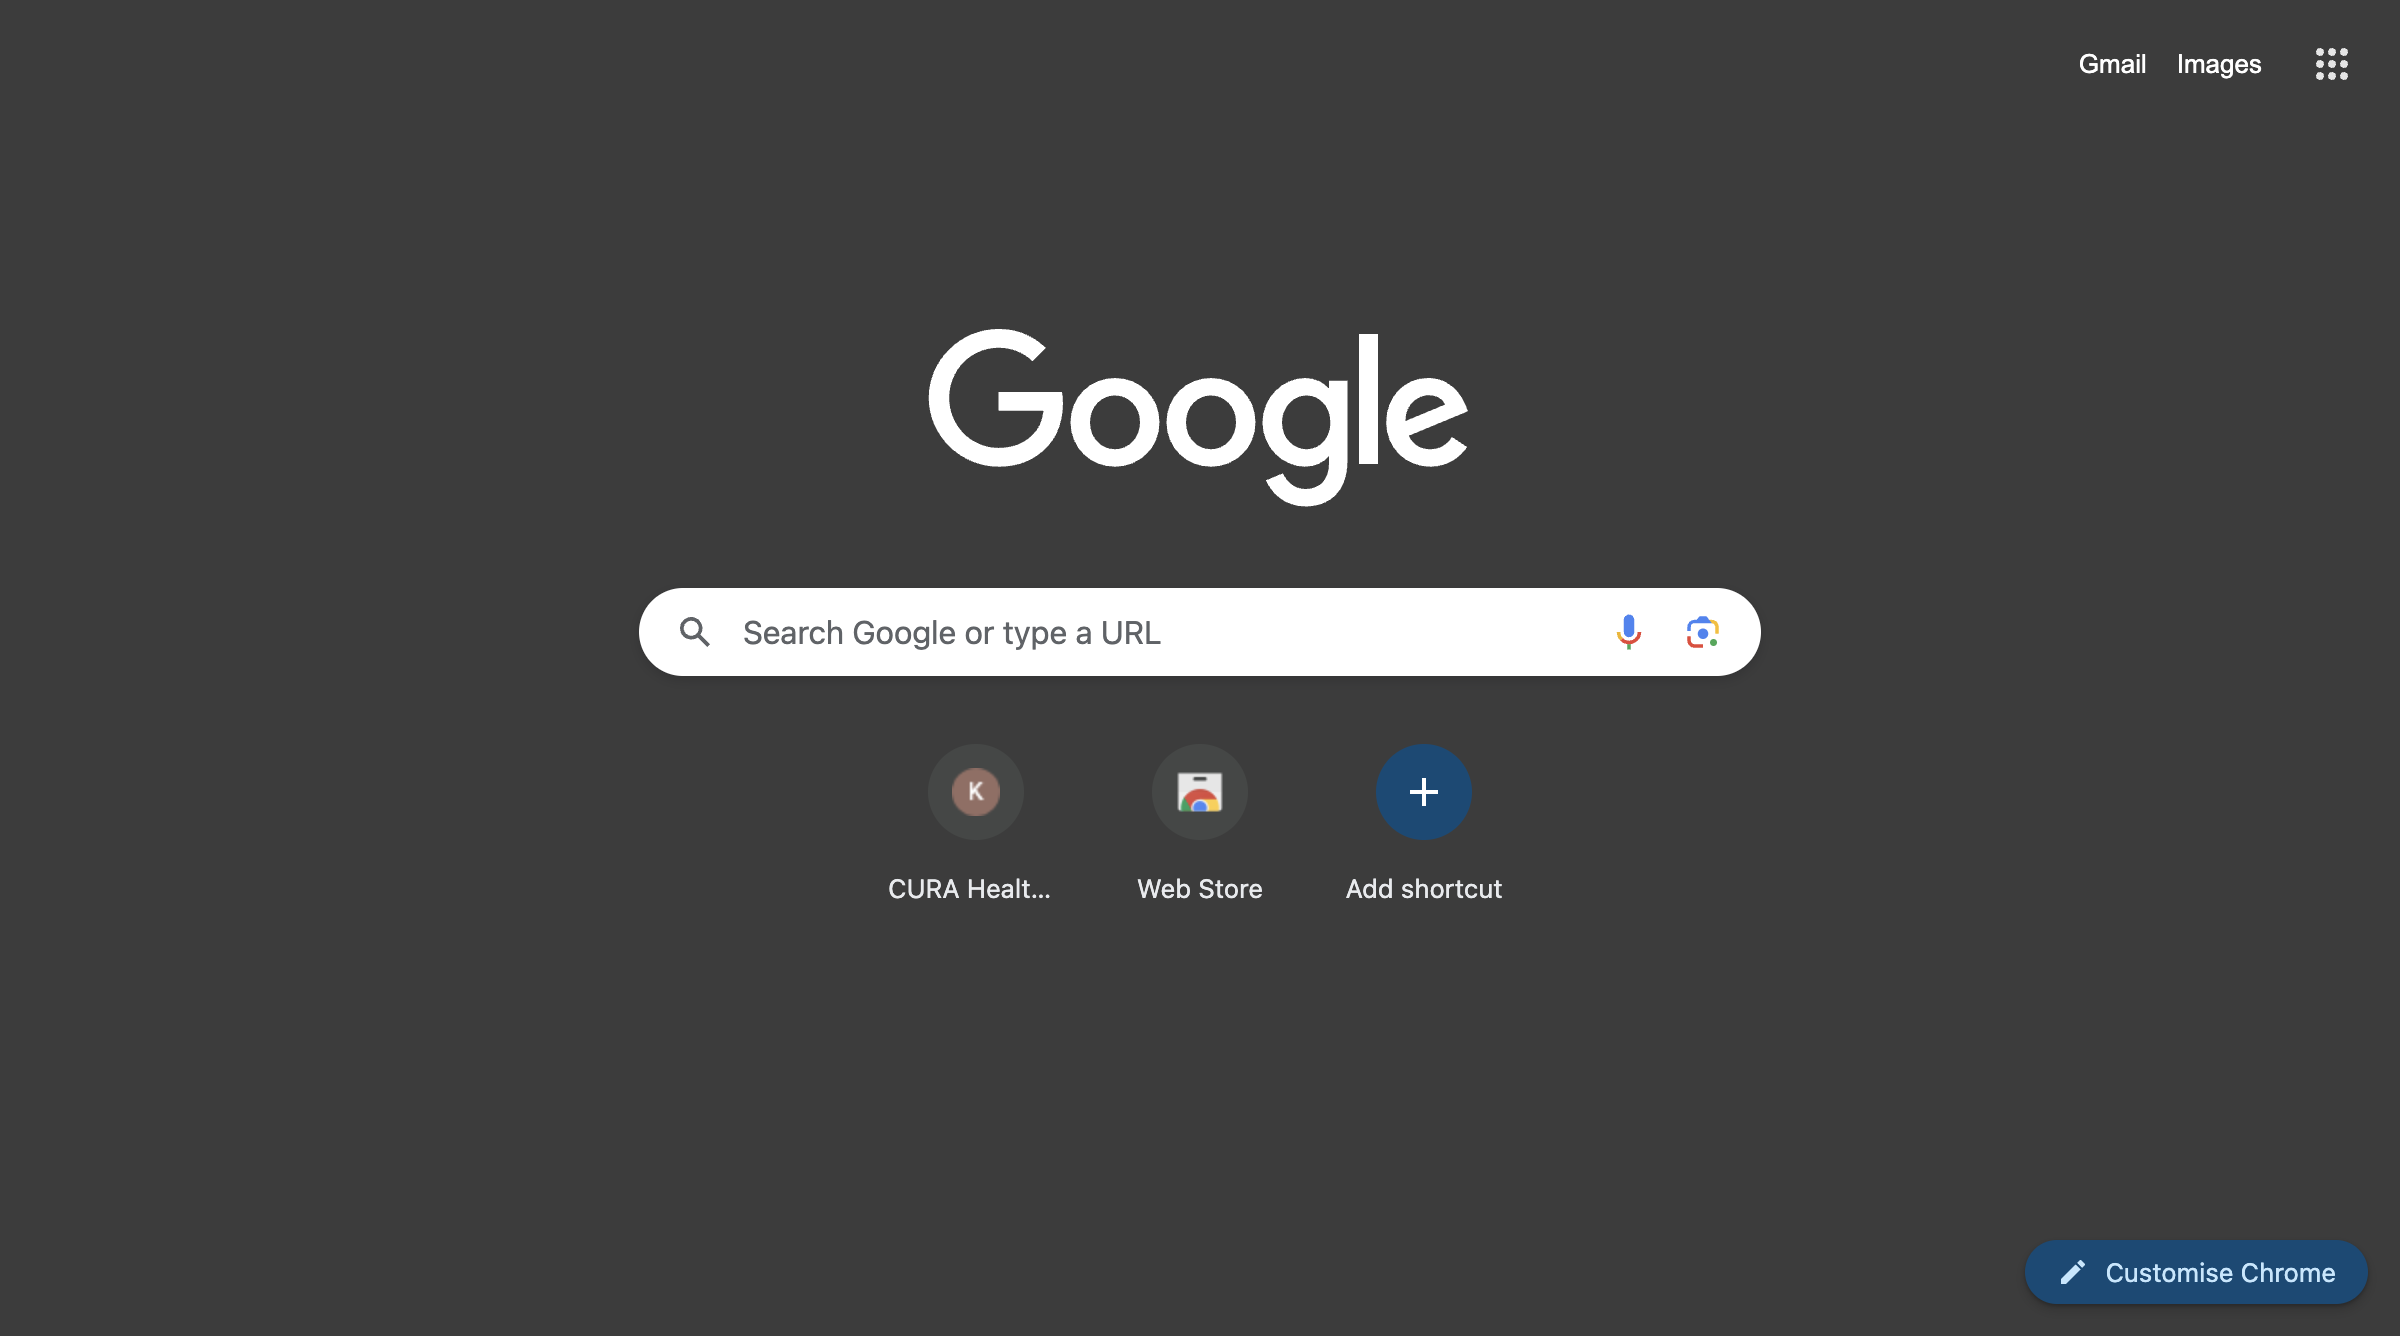 Gmail Images
Google
Search Google or type a URL
K
CURA Healt...
Web Store
Add shortcut
Customise Chrome